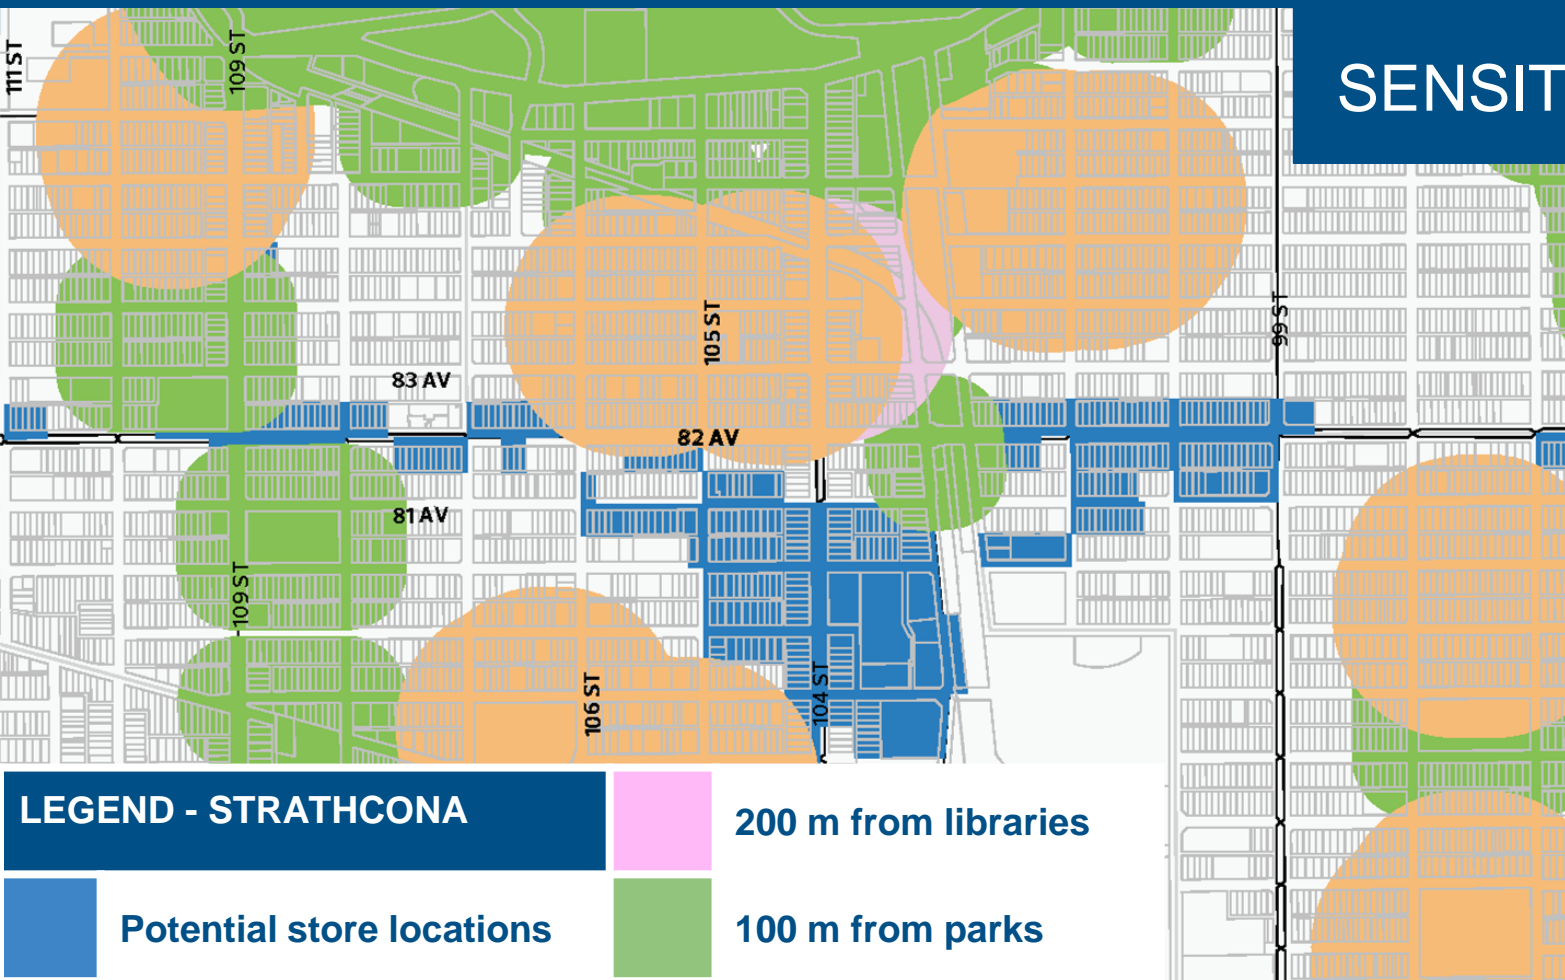 SENSIT
111 ST
109 ST
105 ST
99 ST
83 AV
82 AV
81 AV
109 ST
106 ST
104 ST
LEGEND - STRATHCONA
200 m from libraries
Potential store locations
100 m from parks